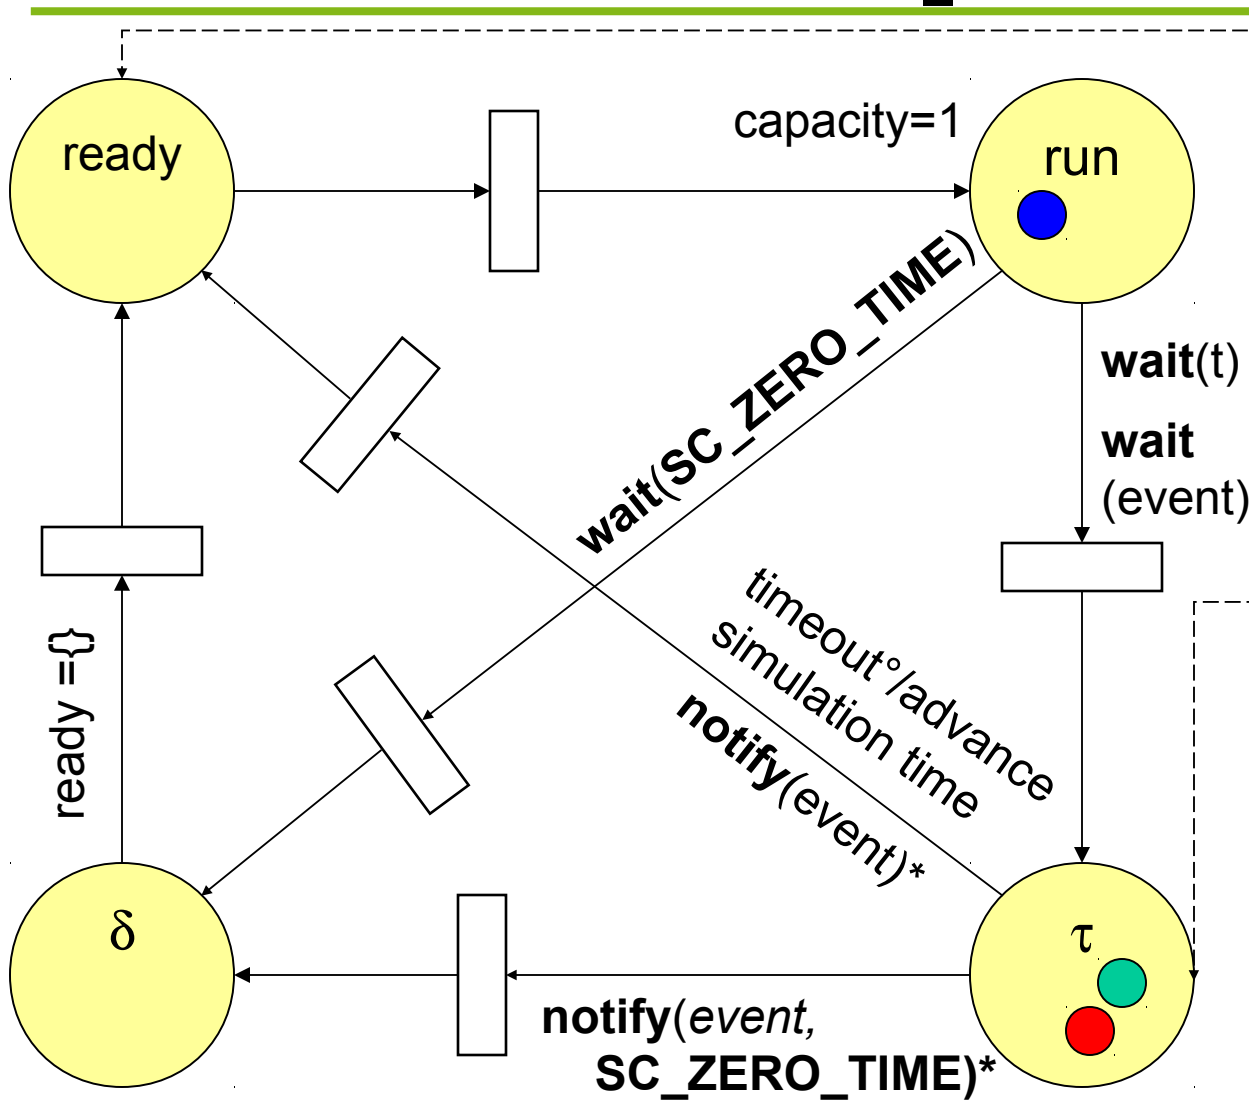 capacity=1
ready
run
wait(SC_ZERO_TIME)
wait(t)
wait
(event)
timeout°/advance
simulation time
notify(event)*
ready ={}
δ
τ
notify(event,
SC_ZERO_TIME)*